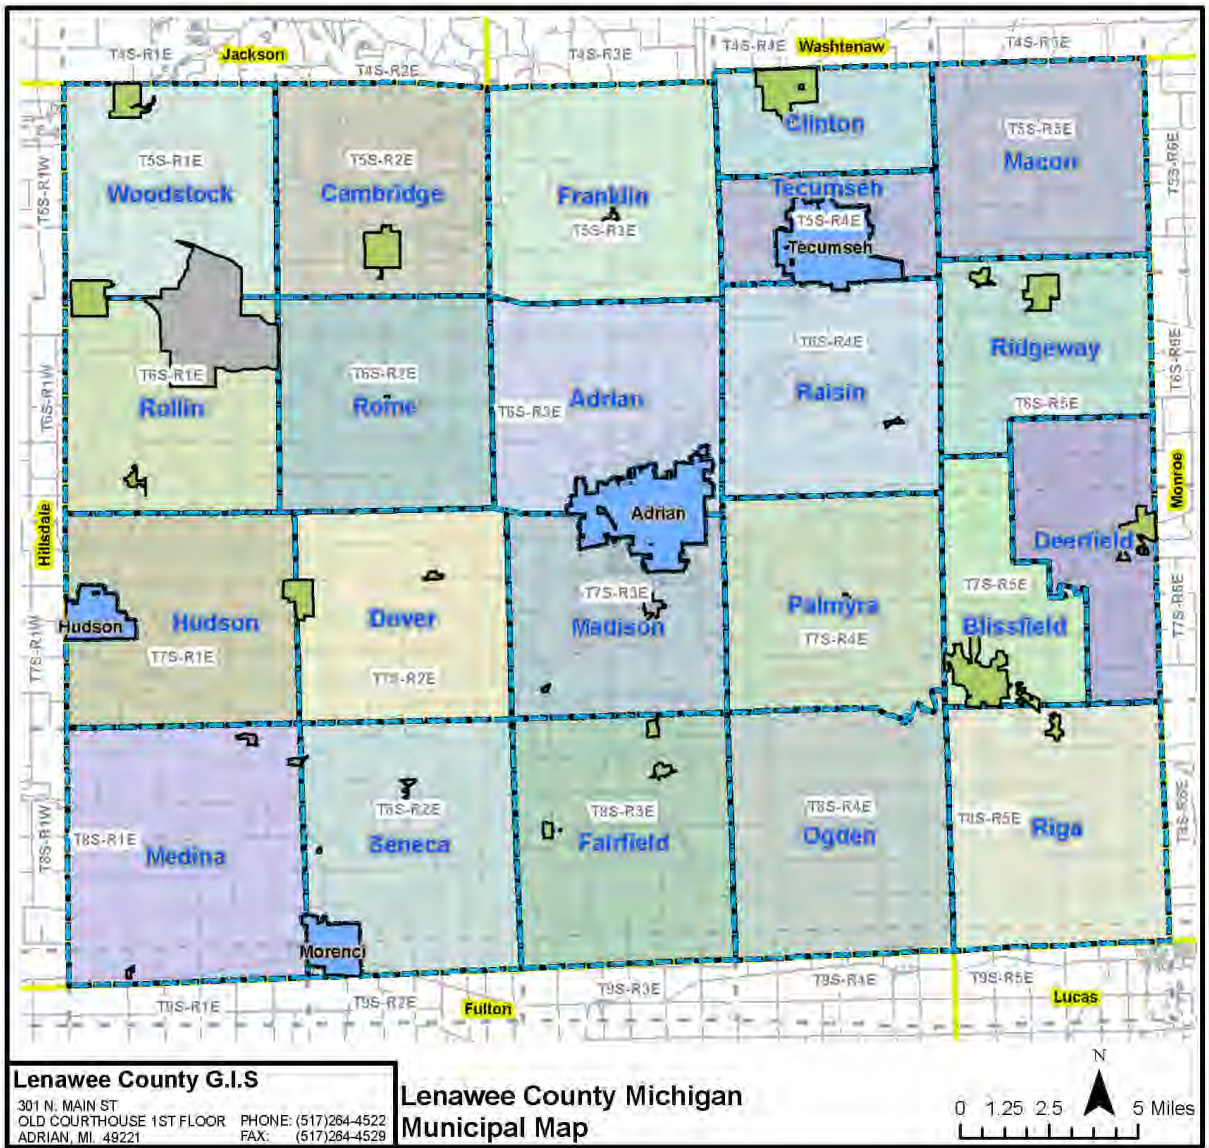 T4S-R1E
Jackson
T4S-R2E
T4S-R3E
T4S-R4E
Washtenaw
T4S-R5E
T5S-R1W
T5S-R1E
Woodstock
T5S-R2E
Cambridge
Franklin
T5S-R3E
Clinton
Tecumseh
T5S-R4E
Tecumseh
T5S-R5E
Macon
T5S-R6E
T6S-R1W
T6S-R1E
Rollin
T6S-R2E
Rome
T6S-R3E
Adrian
T6S-R4E
Raisin
Ridgeway
T6S-R5E
T6S-R6E
Hillsdale
Monroe
Adrian
Deerfield
T7S-R1W
Hudson
Hudson
T7S-R1E
Dover
T7S-R2E
T7S-R3E
Madison
Palmyra
T7S-R4E
T7S-R5E
Blissfield
T7S-R6E
T8S-R1W
T8S-R1E
Medina
T8S-R2E
Seneca
T8S-R3E
Fairfield
T8S-R4E
Ogden
T8S-R5E
Riga
T8S-R6E
Morenci
T9S-R1E
T9S-R2E
Fulton
T9S-R3E
T9S-R4E
T9S-R5E
Lucas
Lenawee County G.I.S
301 N. MAIN ST
OLD COURTHOUSE 1ST FLOOR PHONE: (517)264-4522
ADRIAN, MI. 49221 FAX: (517)264-4529
Lenawee County Michigan
Municipal Map
N
0 1.25 2.5 5 Miles